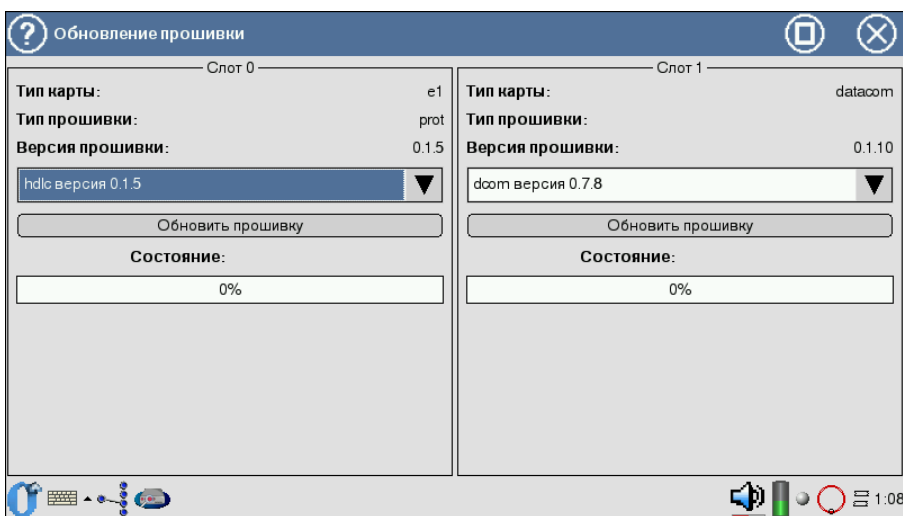 Обновление прошивки
Слот 0
Тип карты: e1
Тип прошивки: prot
Версия прошивки: 0.1.5
hdlc версия 0.1.5
Обновить прошивку
Состояние:
0%
Слот 1
Тип карты: datacom
Тип прошивки:
Версия прошивки: 0.1.10
dcom версия 0.7.8
Обновить прошивку
Состояние:
0%
1:08